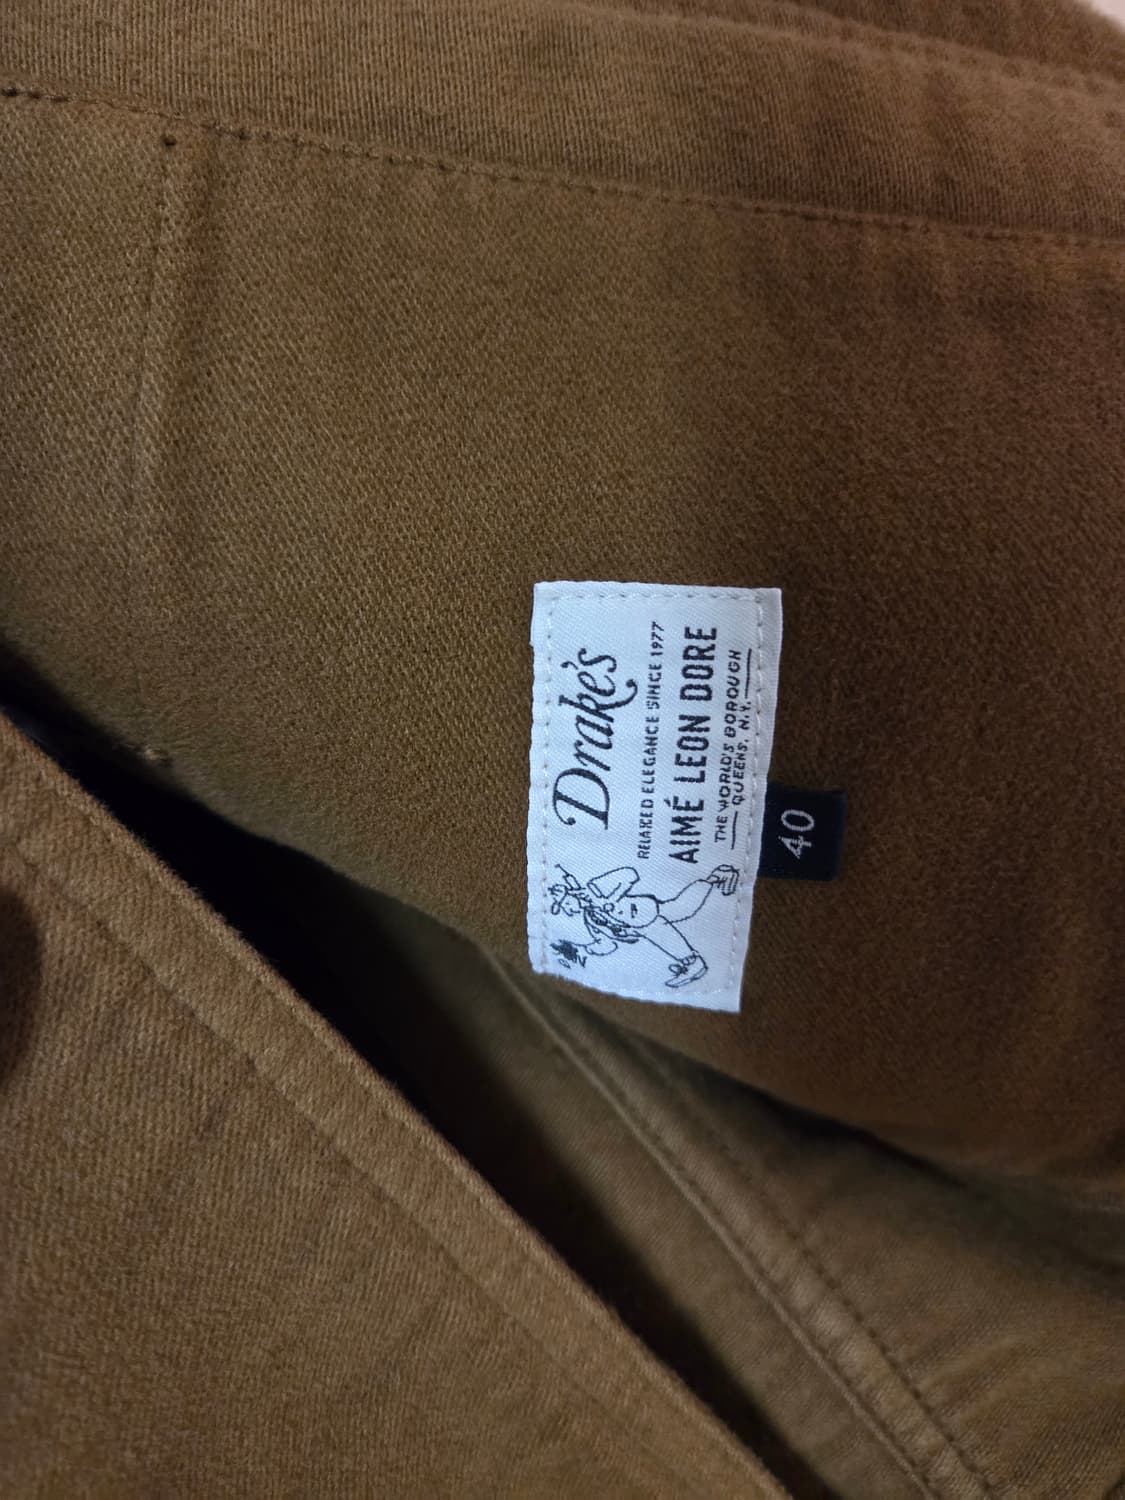 Drake's
RELAXED ELEGANCE SINCE 1977
AIMÉ LEON DORE
THE WORLD'S BOROUGH
QUEENS, N.Y.
40